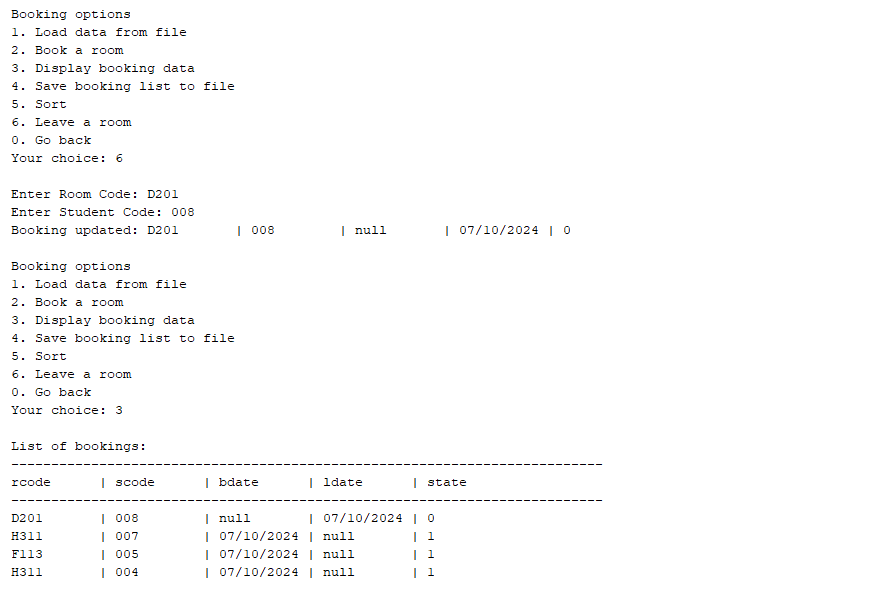 Booking options
1. Load data from file
2. Book a room
3. Display booking data
4. Save booking list to file
5. Sort
6. Leave a room
0. Go back
Your choice: 6
Enter Room Code: D201
Enter Student Code: 008
Booking updated: D201 | 008 | null | 07/10/2024 | 0
Booking options
1. Load data from file
2. Book a room
3. Display booking data
4. Save booking list to file
5. Sort
6. Leave a room
0. Go back
Your choice: 3
List of bookings:
--------------------------------------------------------------------------
rcode | scode | bdate | ldate | state
--------------------------------------------------------------------------
D201 | 008 | null | 07/10/2024 | 0
H311 | 007 | 07/10/2024 | null | 1
F113 | 005 | 07/10/2024 | null | 1
H311 | 004 | 07/10/2024 | null | 1